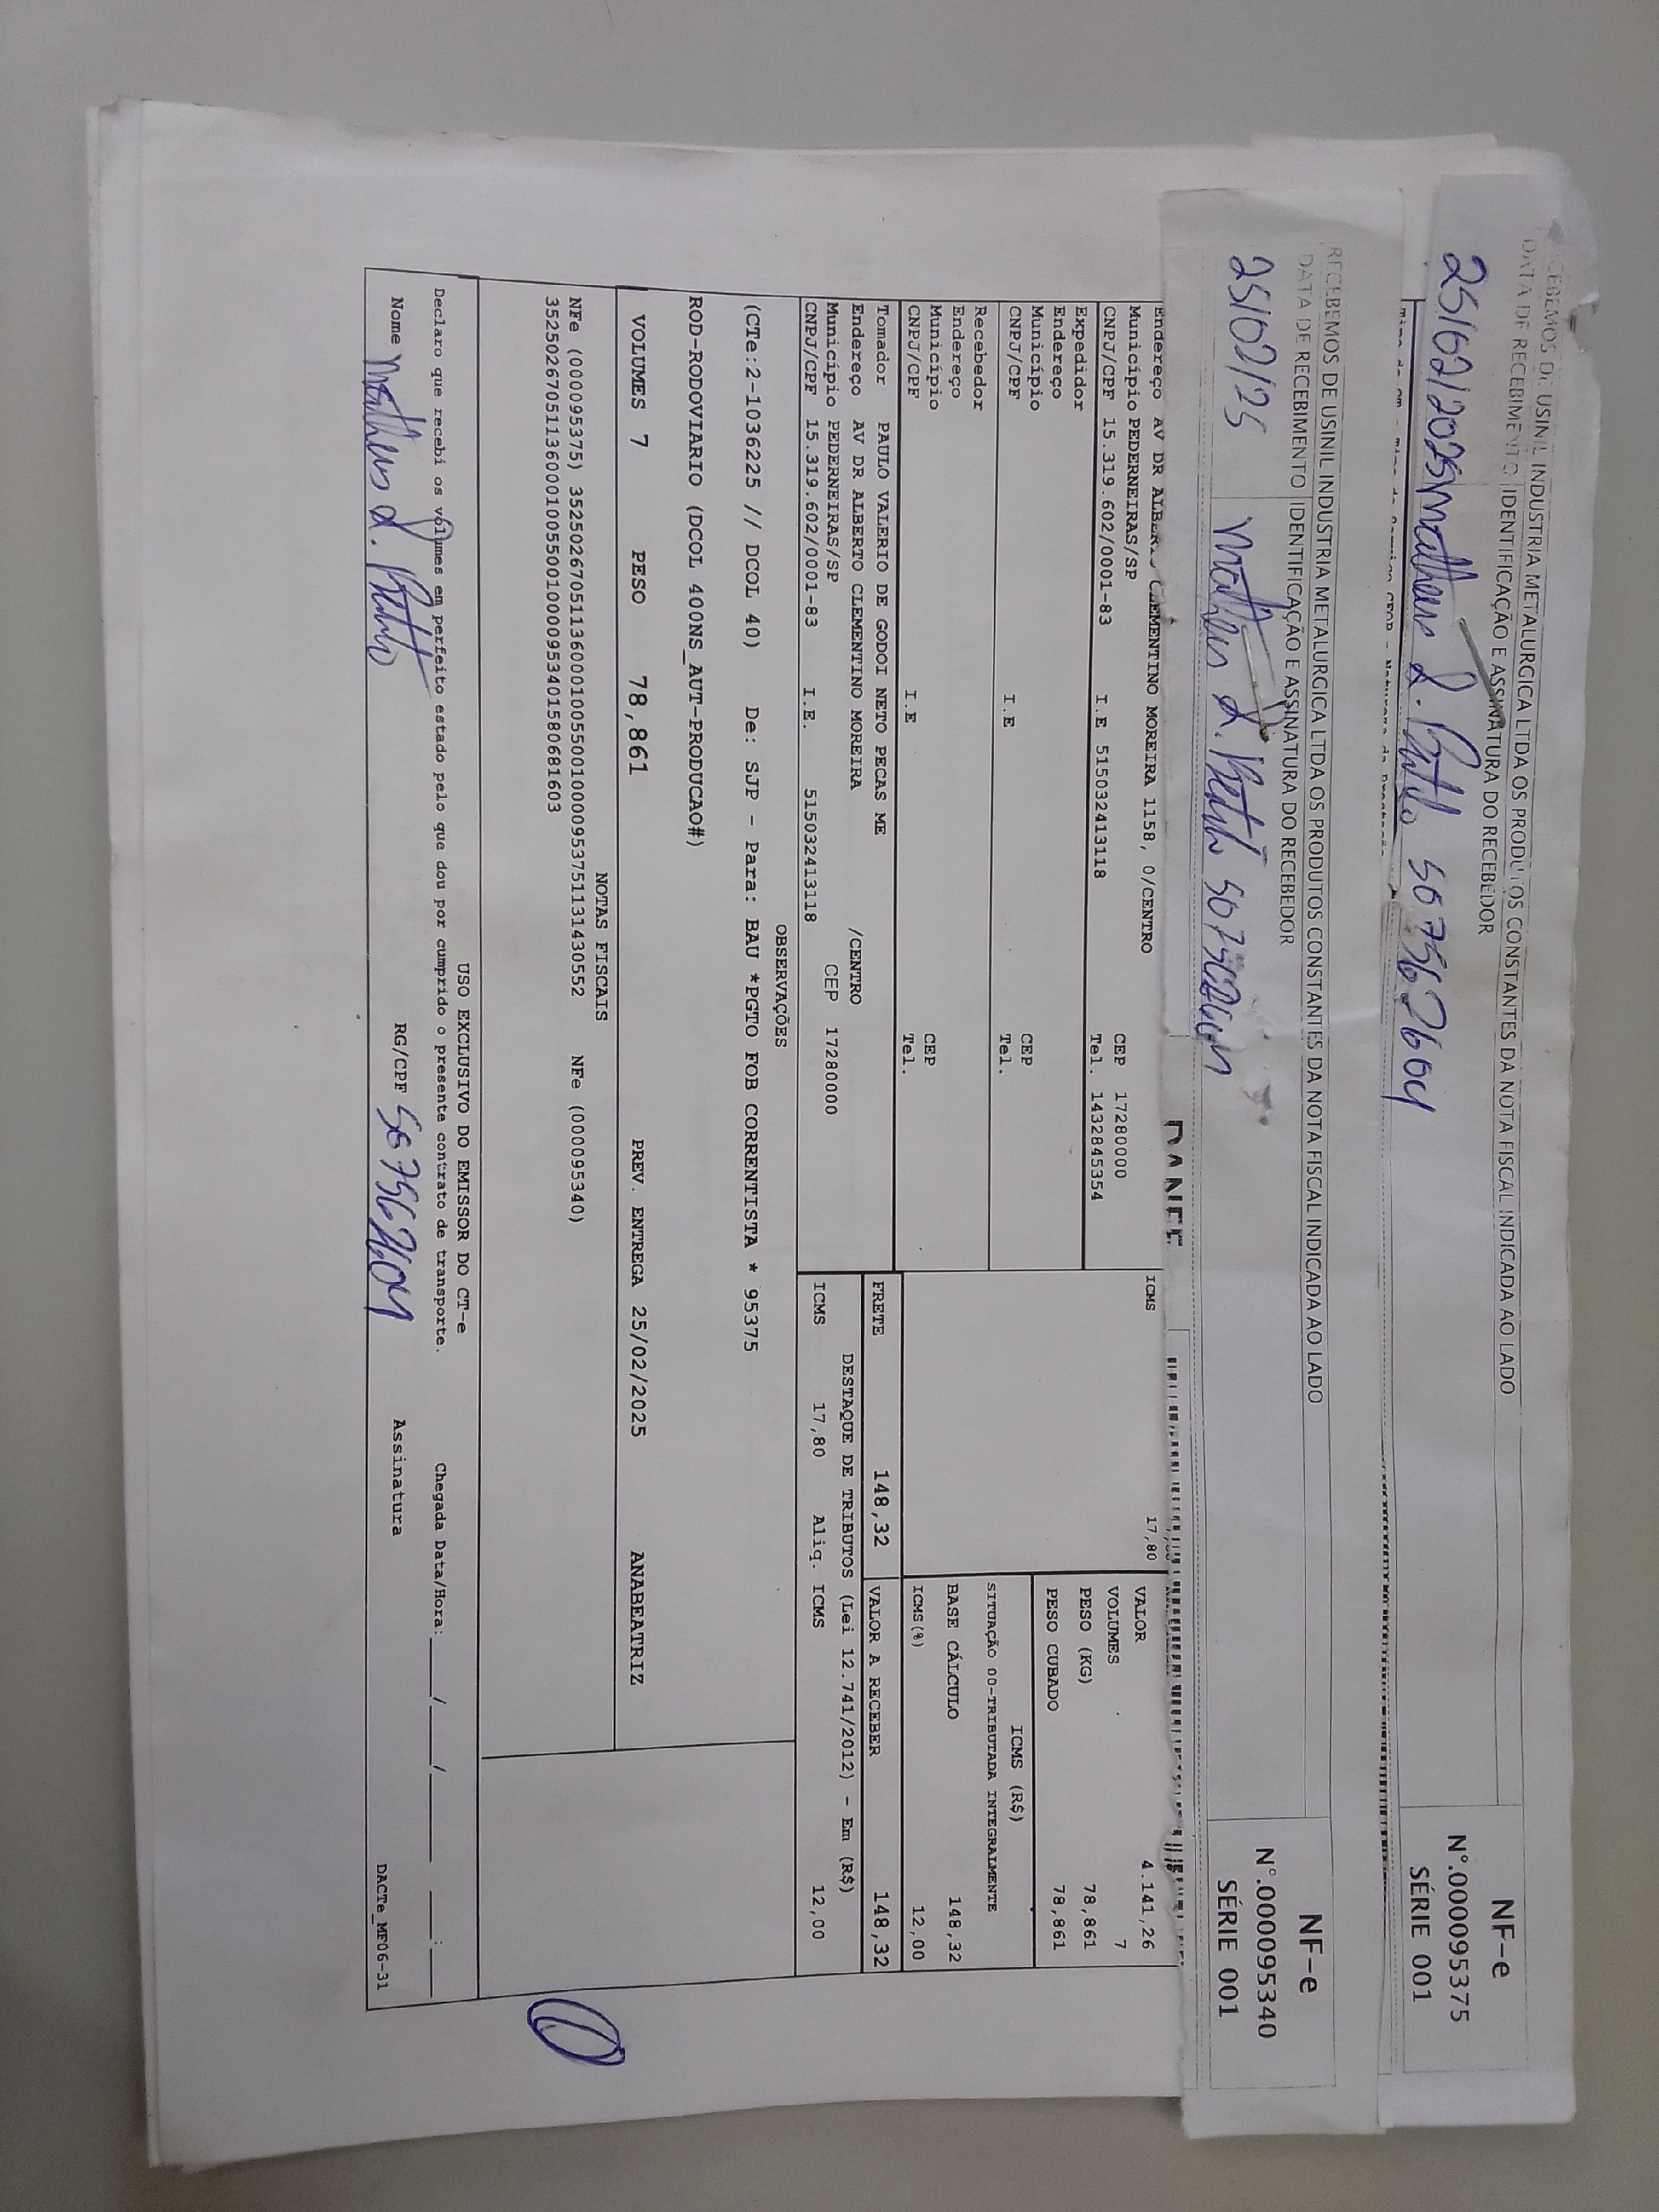 RECEBEMOS DE USINIL INDUSTRIA METALURGICA LTDA OS PRODUTOS CONSTANTES DA NOTA FISCAL INDICADA AO LADO
DATA DE RECEBIMENTO IDENTIFICAÇÃO E ASSINATURA DO RECEBEDOR
25/02/2025 Matheus
NF-e
N°.000095375
SÉRIE 001
RECEBEMOS DE USINIL INDUSTRIA METALURGICA LTDA OS PRODUTOS CONSTANTES DA NOTA FISCAL INDICADA AO LADO
DATA DE RECEBIMENTO IDENTIFICAÇÃO E ASSINATURA DO RECEBEDOR
25/02/25 Matheus
NF-e
N°.000095340
SÉRIE 001
DANFE
Endereço AV DR ALBERTO CLEMENTINO MOREIRA 1158, 0/CENTRO
Município PEDERNEIRAS/SP CEP 17280000
CNPJ/CPF 15.319.602/0001-83 I.E 515032413118 Tel. 1432845354
Expedidor
Endereço
Município CEP
CNPJ/CPF I.E Tel.
Recebedor
Endereço
Município CEP
CNPJ/CPF I.E Tel.
ICMS 17,80
VALOR 4.141,26
VOLUMES 7
PESO (KG) 78,861
PESO CUBADO 78,861
ICMS (R$)
SITUAÇÃO 00-TRIBUTADA INTEGRALMENTE
BASE CÁLCULO 148,32
ICMS(%) 12,00
Tomador PAULO VALERIO DE GODOI NETO PECAS ME
Endereço AV DR ALBERTO CLEMENTINO MOREIRA /CENTRO
Município PEDERNEIRAS/SP CEP 17280000
CNPJ/CPF 15.319.602/0001-83 I.E. 515032413118
FRETE 148,32 VALOR A RECEBER 148,32
DESTAQUE DE TRIBUTOS (Lei 12.741/2012) - Em (R$)
ICMS 17,80 Aliq. ICMS 12,00
OBSERVAÇÕES
(CTe:2-1036225 // DCOL 40) De: SJP - Para: BAU *PGTO FOB CORRENTISTA * 95375
ROD-RODOVIARIO (DCOL 400NS_AUT-PRODUCAO#)
VOLUMES 7 PESO 78,861 PREV. ENTREGA 25/02/2025 ANABEATRIZ
NOTAS FISCAIS
NFe (000095375) 35250267051136000100550010000953751131430552 NFe (000095340)
35250267051136000100550010000953401580681603
USO EXCLUSIVO DO EMISSOR DO CT-e
Declaro que recebi os volumes em perfeito estado pelo que dou por cumprido o presente contrato de transporte. Chegada Data/Hora:____/____/______ ___:___
Nome Matheus RG/CPF Assinatura
DACTe_MF06-31